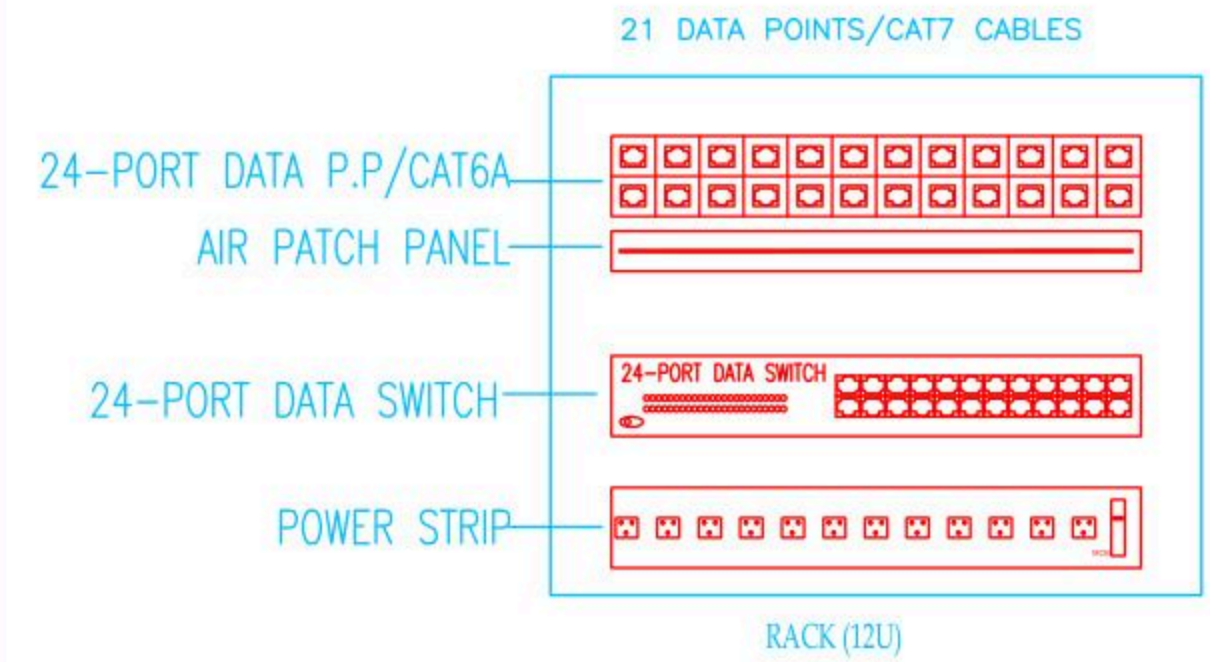 21 DATA POINTS/CAT7 CABLES
24-PORT DATA P.P/CAT6A
AIR PATCH PANEL
24-PORT DATA SWITCH
24-PORT DATA SWITCH
POWER STRIP
RACK (12U)